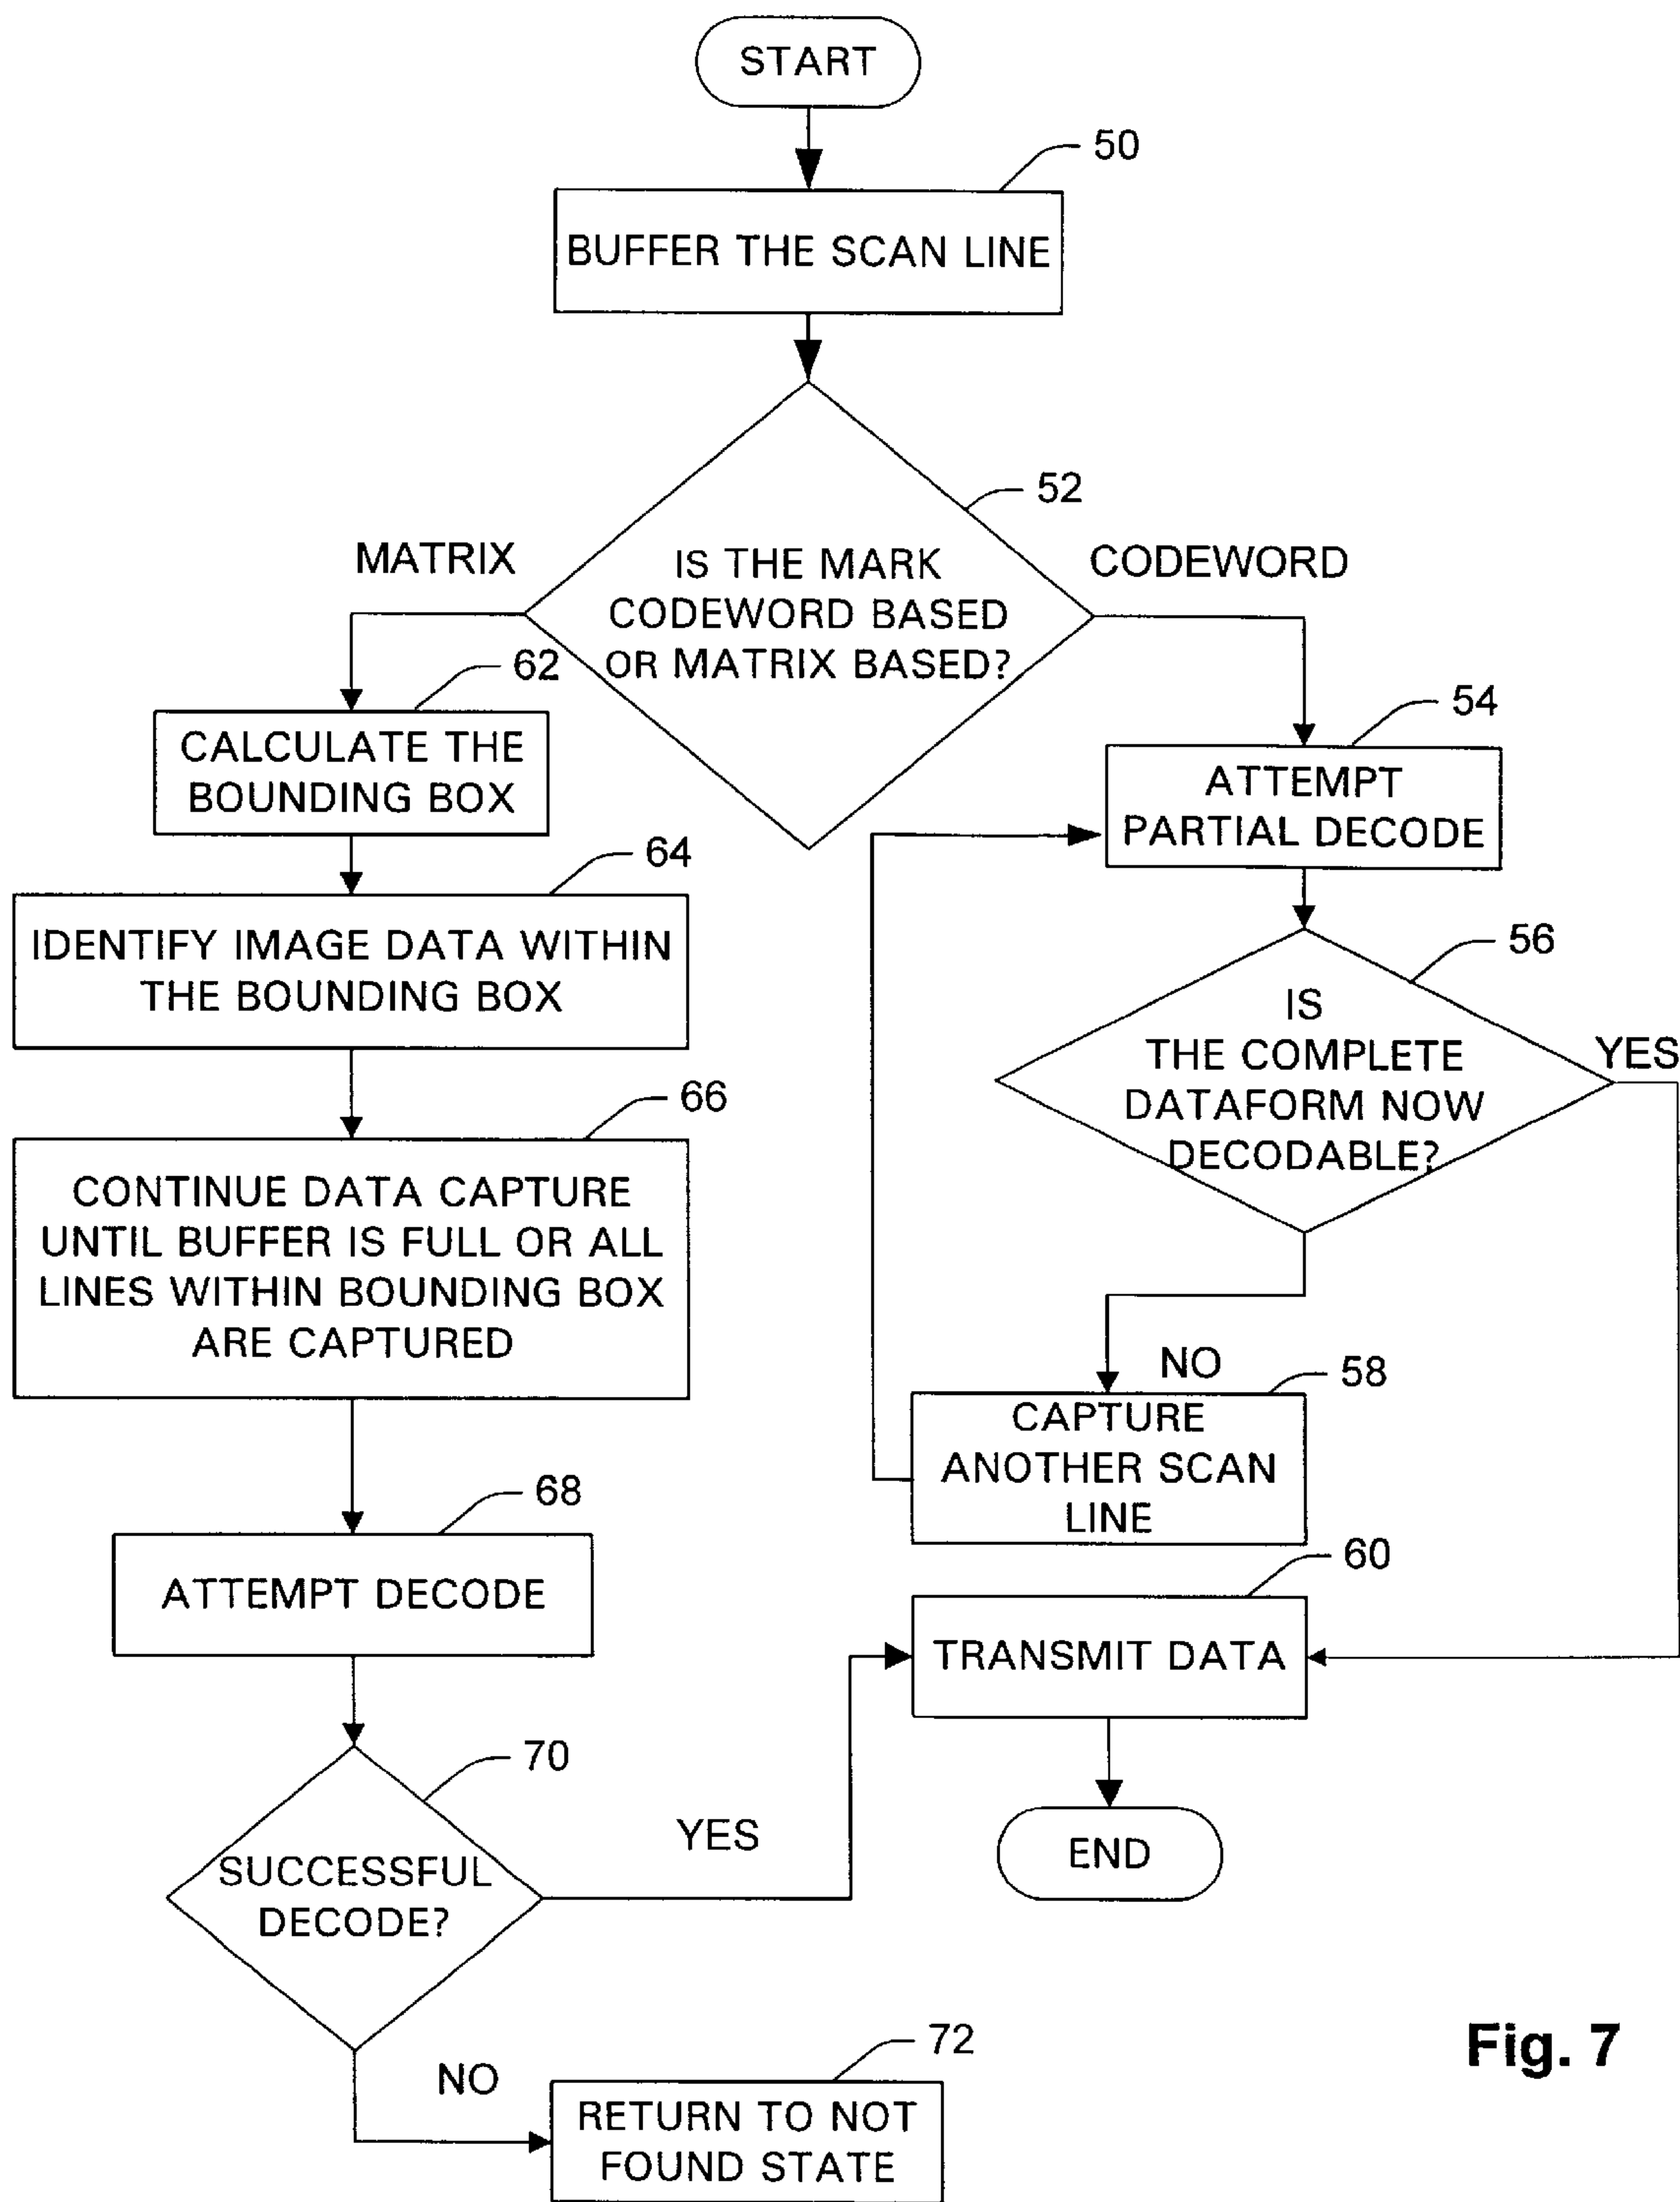 START
50
BUFFER THE SCAN LINE
52
MATRIX
IS THE MARK
CODEWORD BASED
OR MATRIX BASED?
CODEWORD
62
CALCULATE THE
BOUNDING BOX
54
ATTEMPT
PARTIAL DECODE
64
IDENTIFY IMAGE DATA WITHIN
THE BOUNDING BOX
56
IS
THE COMPLETE
DATAFORM NOW
DECODABLE?
YES
66
CONTINUE DATA CAPTURE
UNTIL BUFFER IS FULL OR ALL
LINES WITHIN BOUNDING BOX
ARE CAPTURED
NO
58
CAPTURE
ANOTHER SCAN
LINE
68
ATTEMPT DECODE
60
TRANSMIT DATA
70
SUCCESSFUL
DECODE?
YES
END
NO
72
RETURN TO NOT
FOUND STATE
Fig. 7